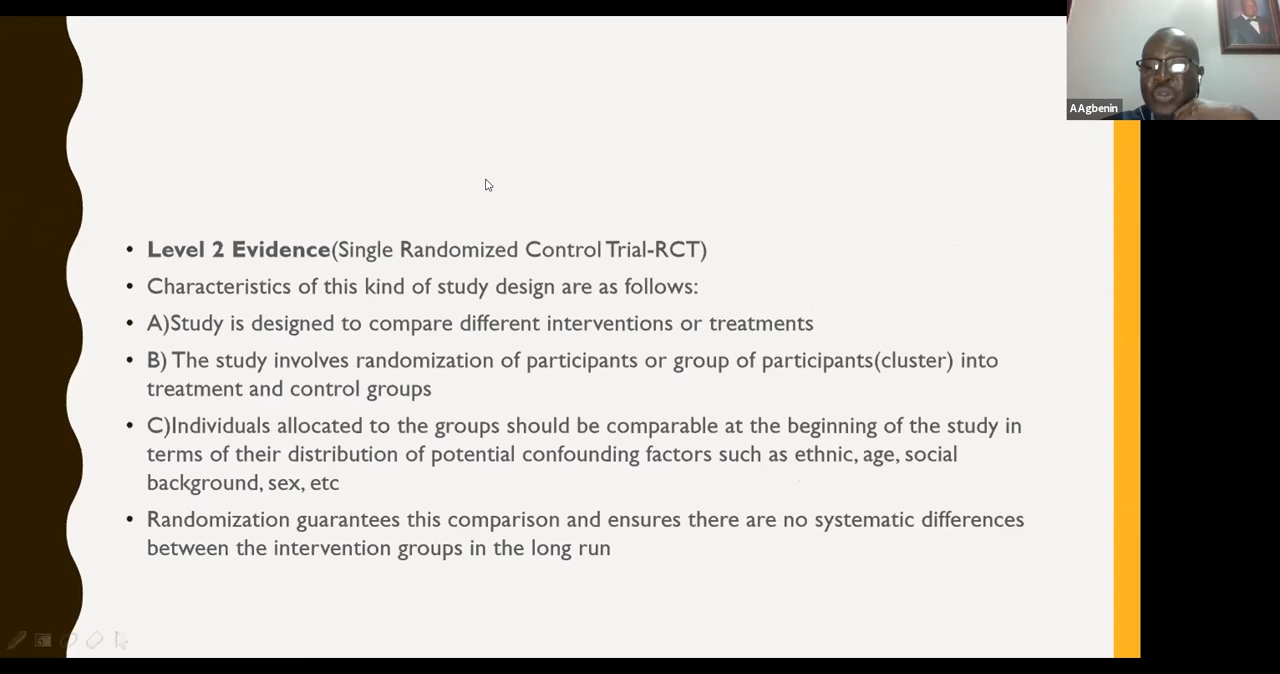 A Agbenin
• Level 2 Evidence(Single Randomized Control Trial-RCT)
• Characteristics of this kind of study design are as follows:
• A)Study is designed to compare different interventions or treatments
• B) The study involves randomization of participants or group of participants(cluster) into
treatment and control groups
• C)Individuals allocated to the groups should be comparable at the beginning of the study in
terms of their distribution of potential confounding factors such as ethnic, age, social
background, sex, etc
• Randomization guarantees this comparison and ensures there are no systematic differences
between the intervention groups in the long run